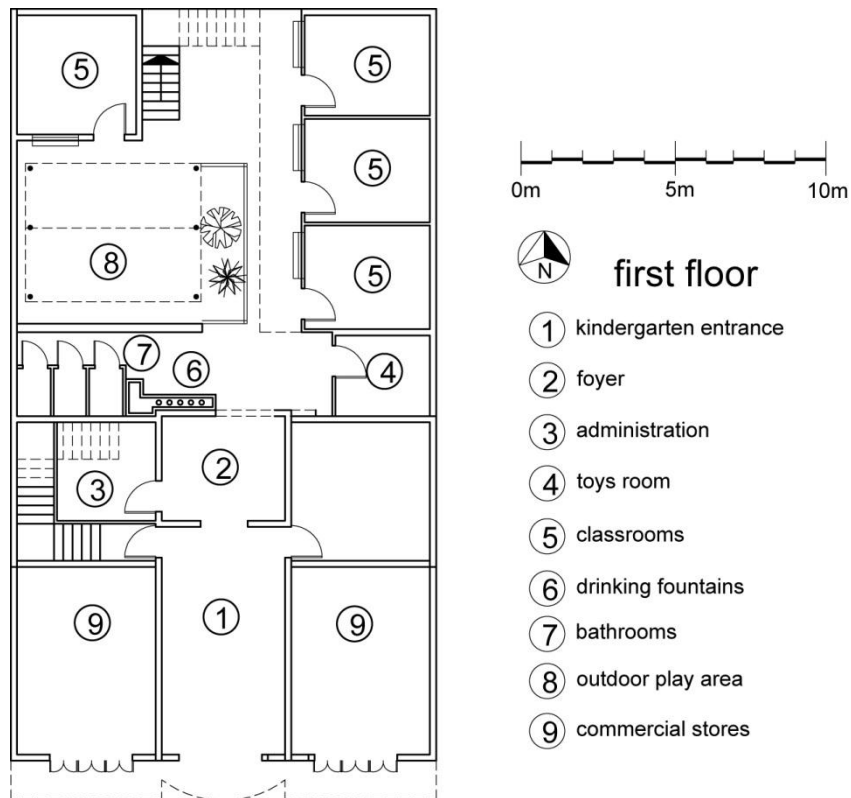 5
5
5
5
8
7
6
4
2
3
1
9
9
0m 5m 10m
N
first floor
1 kindergarten entrance
2 foyer
3 administration
4 toys room
5 classrooms
6 drinking fountains
7 bathrooms
8 outdoor play area
9 commercial stores